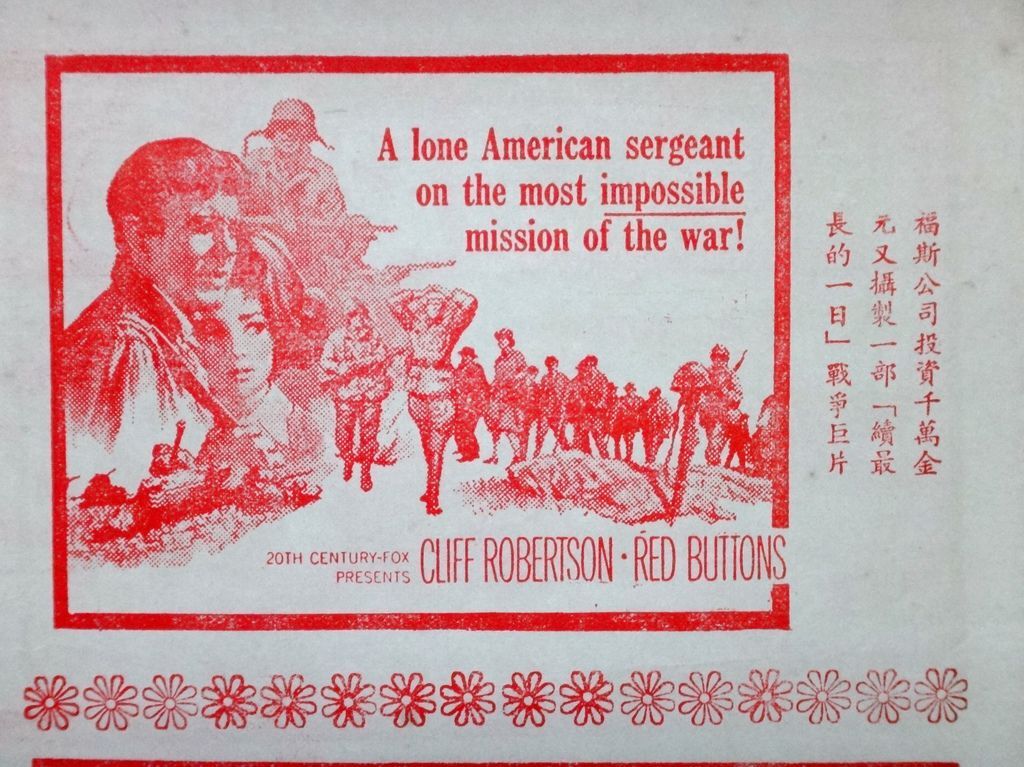 A lone American sergeant
on the most impossible
mission of the war!
20TH CENTURY-FOX
PRESENTS
CLIFF ROBERTSON · RED BUTTONS
福斯公司投資千萬金
元又攝製一部「續最
長的一日」戰爭巨片